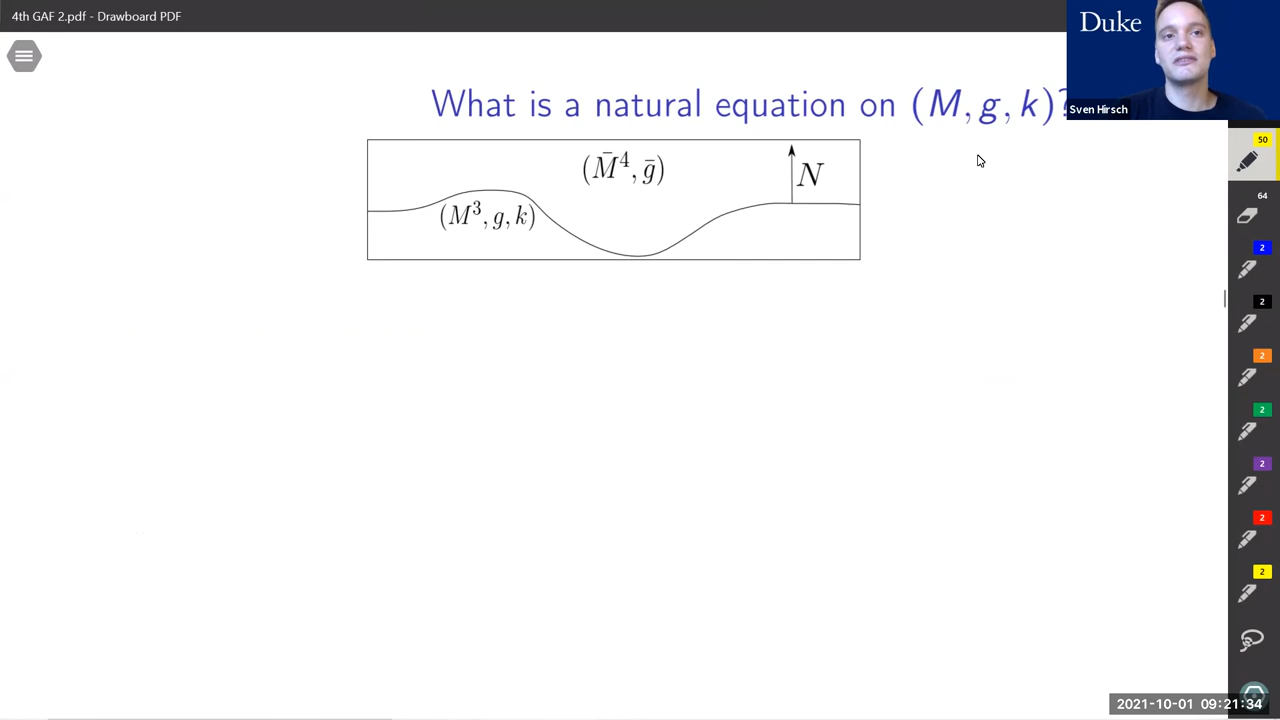 4th GAF 2.pdf - Drawboard PDF
Duke
Sven Hirsch
What is a natural equation on (M, g, k)?
(M̄⁴, ḡ)
N
(M³, g, k)
50
64
2
2
2
2
2
2
2
2021-10-01 09:21:34